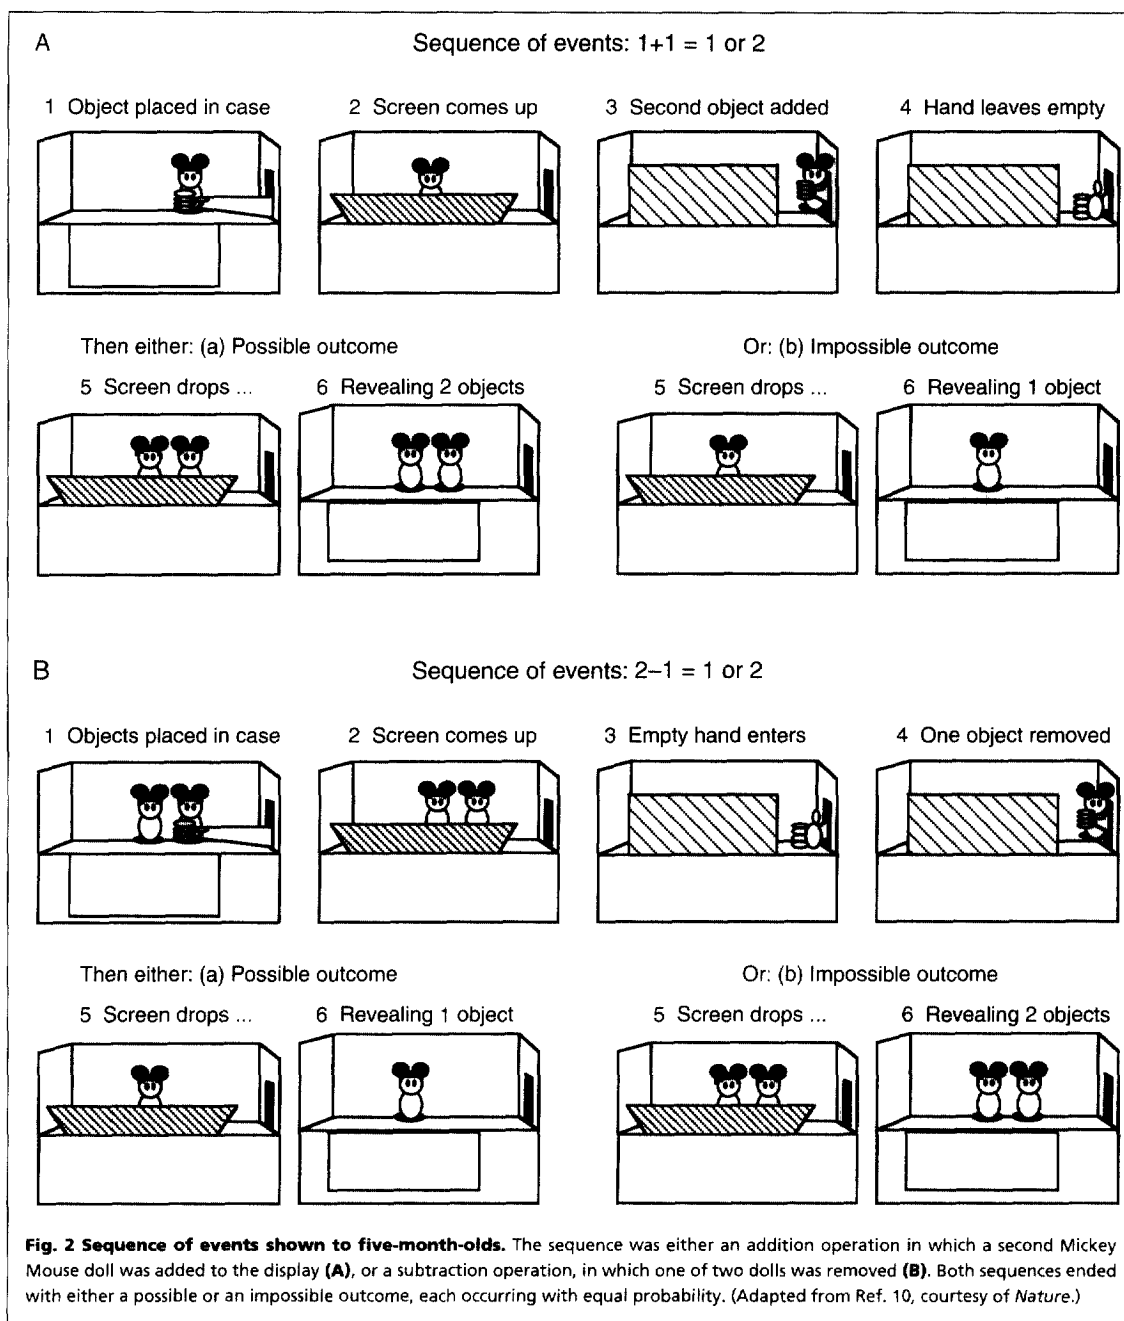 A
Sequence of events: 1+1 = 1 or 2
1 Object placed in case
2 Screen comes up
3 Second object added
4 Hand leaves empty
Then either: (a) Possible outcome
Or: (b) Impossible outcome
5 Screen drops ...
6 Revealing 2 objects
5 Screen drops ...
6 Revealing 1 object
B
Sequence of events: 2–1 = 1 or 2
1 Objects placed in case
2 Screen comes up
3 Empty hand enters
4 One object removed
Then either: (a) Possible outcome
Or: (b) Impossible outcome
5 Screen drops ...
6 Revealing 1 object
5 Screen drops ...
6 Revealing 2 objects
Fig. 2 Sequence of events shown to five-month-olds. The sequence was either an addition operation in which a second Mickey
Mouse doll was added to the display (A), or a subtraction operation, in which one of two dolls was removed (B). Both sequences ended
with either a possible or an impossible outcome, each occurring with equal probability. (Adapted from Ref. 10, courtesy of Nature.)